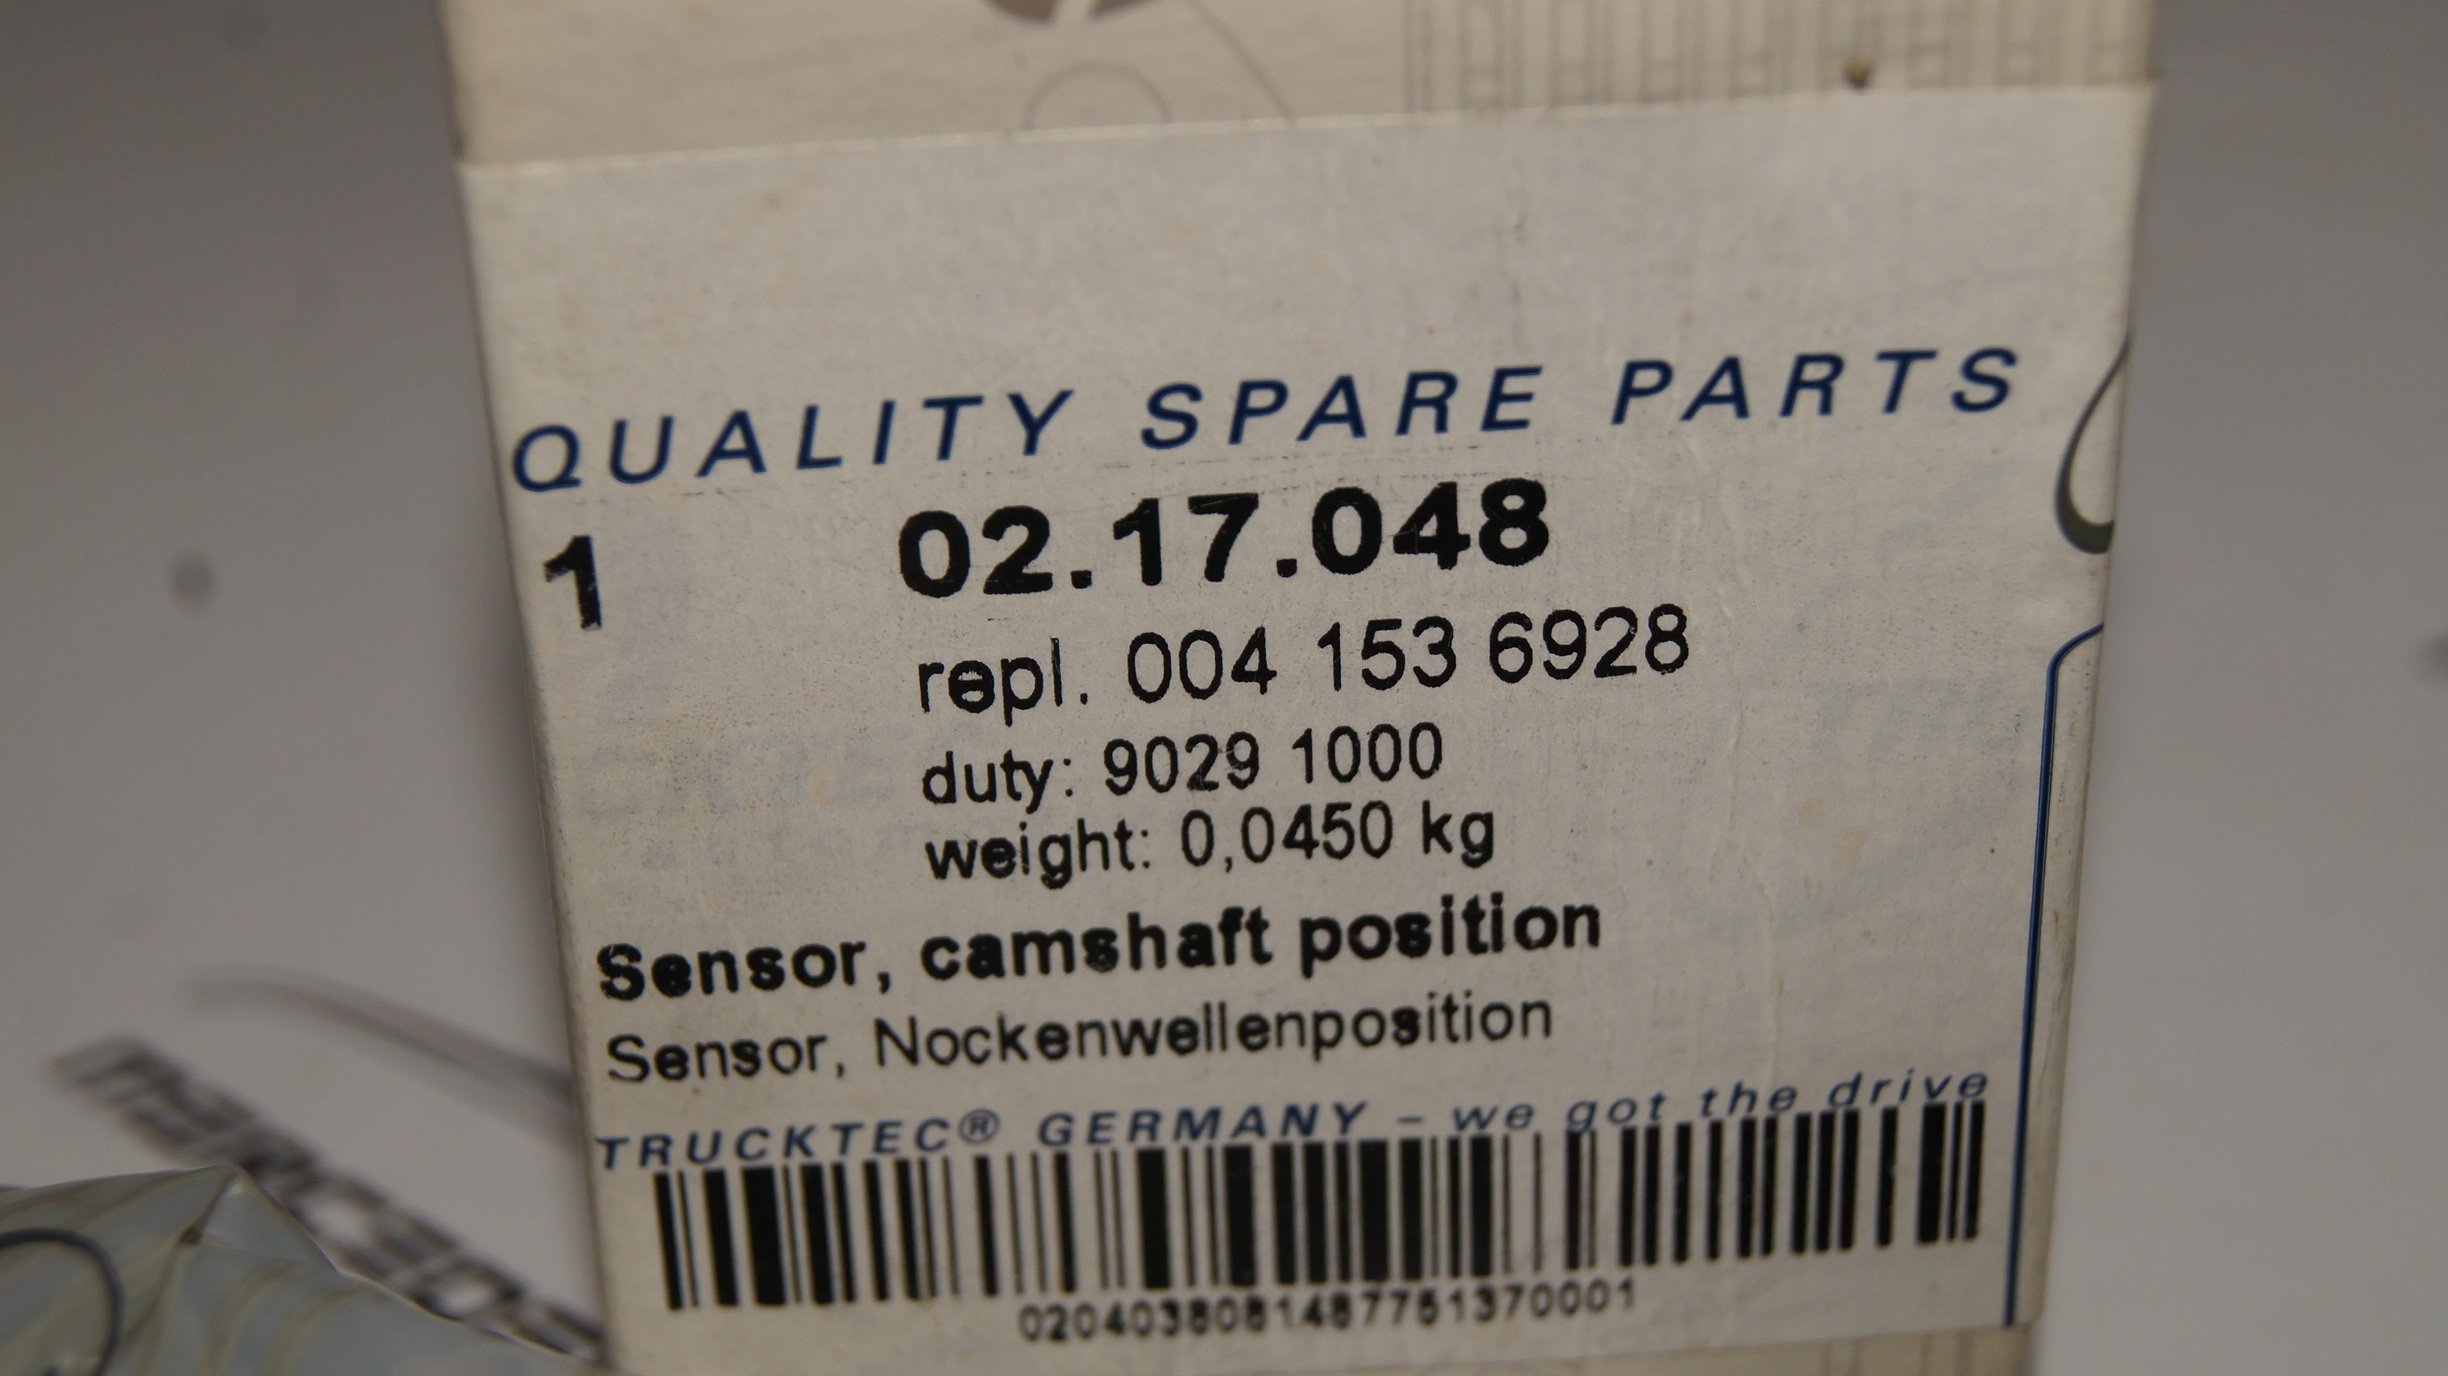 QUALITY SPARE PARTS
1 02.17.048
repl. 004 153 6928
duty: 9029 1000
weight: 0,0450 kg
Sensor, camshaft position
Sensor, Nockenwellenposition
TRUCKTEC® GERMANY - we got the drive